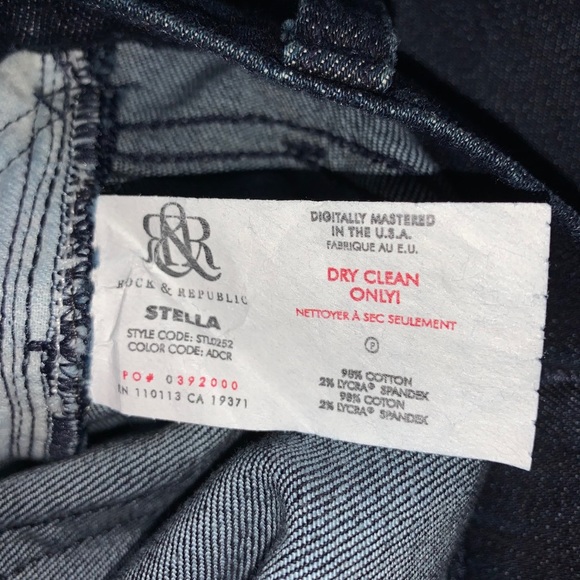 R&R
ROCK & REPUBLIC
STELLA
STYLE CODE: STLD252
COLOR CODE: ADCR
PO# 0392000
RN 110113 CA 19371
DIGITALLY MASTERED
IN THE U.S.A.
FABRIQUE AU E.U.
DRY CLEAN
ONLY!
NETTOYER À SEC SEULEMENT
P
98% COTTON
2% LYCRA® SPANDEX
98% COTON
2% LYCRA® SPANDEX